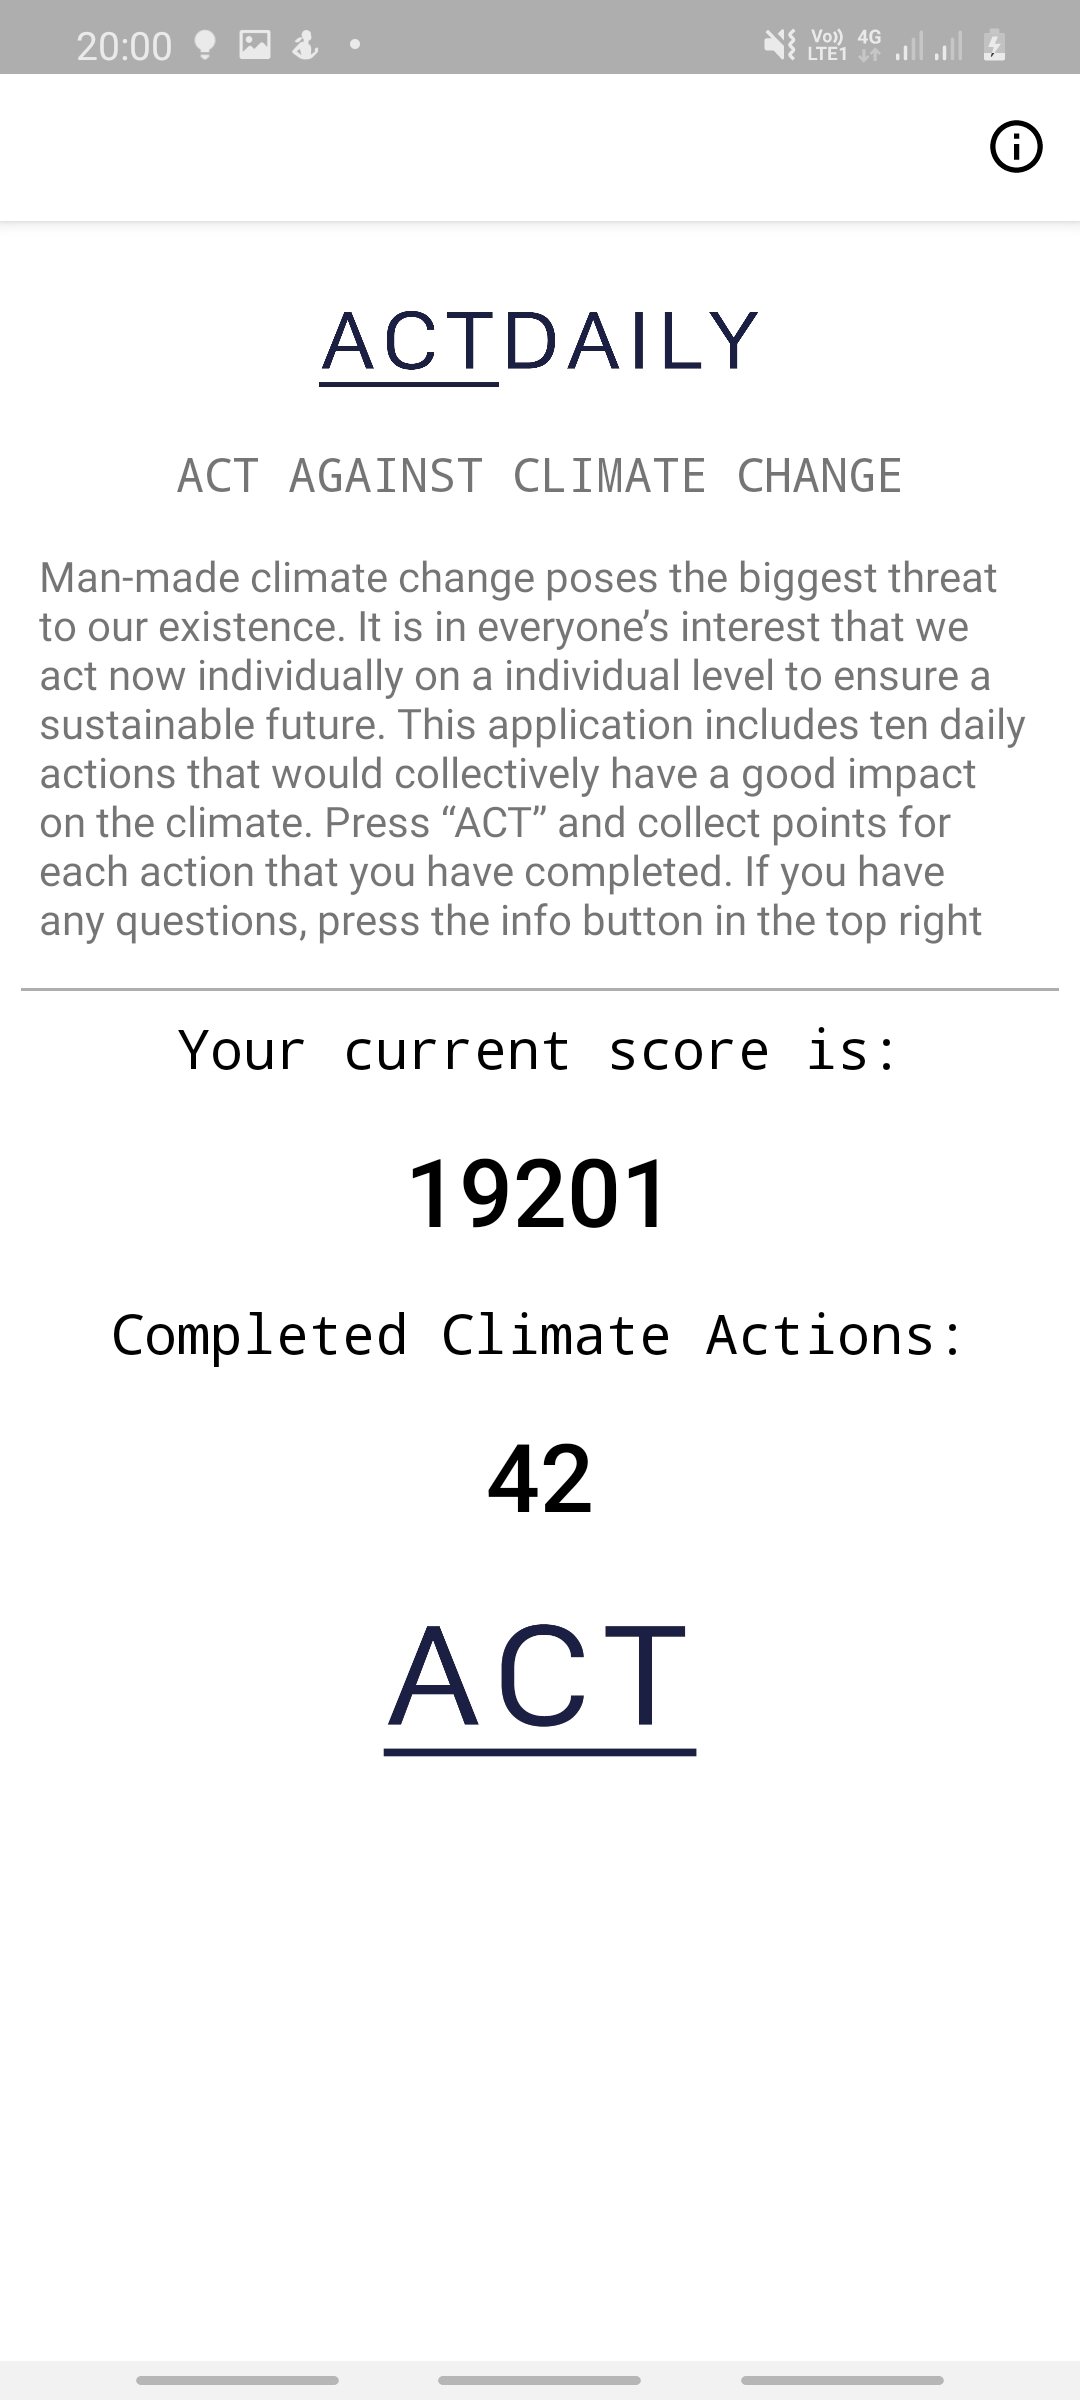 20:00
Vo)) LTE1 4G
ACTDAILY
ACT AGAINST CLIMATE CHANGE
Man-made climate change poses the biggest threat
to our existence. It is in everyone’s interest that we
act now individually on a individual level to ensure a
sustainable future. This application includes ten daily
actions that would collectively have a good impact
on the climate. Press “ACT” and collect points for
each action that you have completed. If you have
any questions, press the info button in the top right
Your current score is:
19201
Completed Climate Actions:
42
ACT